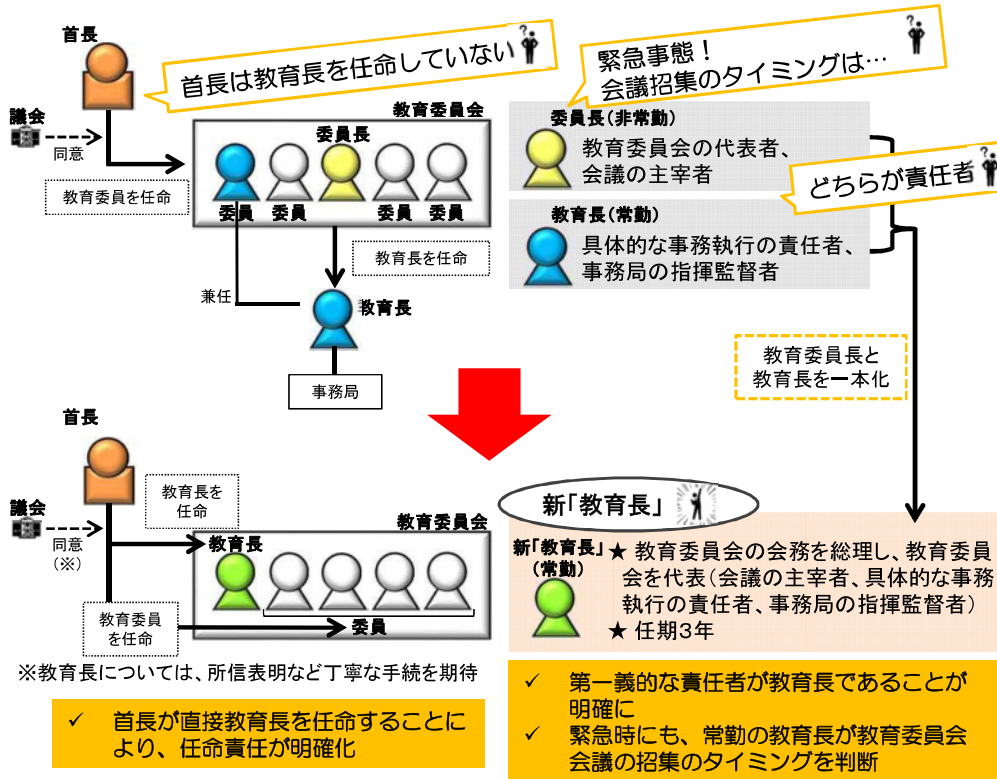 首長
首長は教育長を任命していない
?
緊急事態！
会議招集のタイミングは…
?
議会
同意
教育委員を任命
教育委員会
委員長
委員
委員
委員
委員
教育長を任命
兼任
教育長
事務局
委員長（非常勤）
教育委員会の代表者、
会議の主宰者
教育長（常勤）
具体的な事務執行の責任者、
事務局の指揮監督者
どちらが責任者
?
教育委員長と
教育長を一本化
首長
議会
同意
（※）
教育長を
任命
教育委員
を任命
教育委員会
教育長
委員
※教育長については、所信表明など丁寧な手続を期待
✓ 首長が直接教育長を任命することに
より、任命責任が明確化
新「教育長」
新「教育長」
（常勤）
★ 教育委員会の会務を総理し、教育委員
会を代表（会議の主宰者、具体的な事務
執行の責任者、事務局の指揮監督者）
★ 任期３年
✓ 第一義的な責任者が教育長であることが
明確に
✓ 緊急時にも、常勤の教育長が教育委員会
会議の招集のタイミングを判断